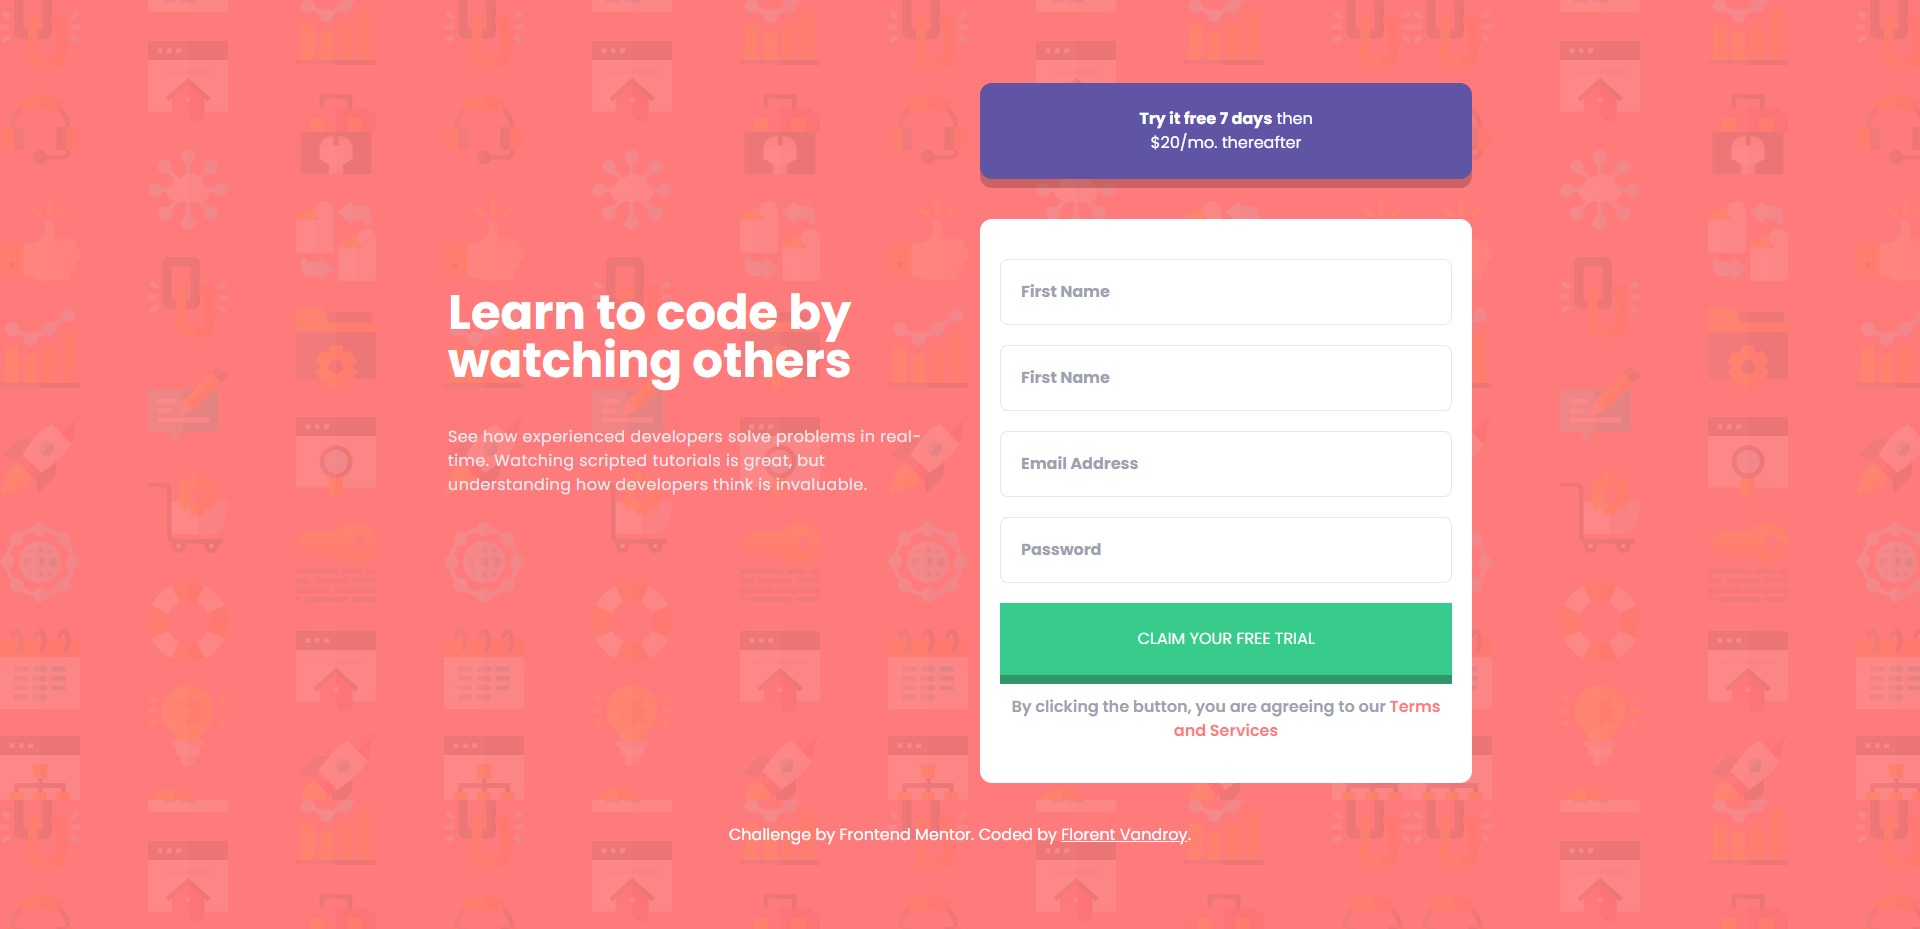 Try it free 7 days then
$20/mo. thereafter
Learn to code by
watching others
See how experienced developers solve problems in real-
time. Watching scripted tutorials is great, but
understanding how developers think is invaluable.
First Name
First Name
Email Address
Password
CLAIM YOUR FREE TRIAL
By clicking the button, you are agreeing to our Terms
and Services
Challenge by Frontend Mentor. Coded by Florent Vandroy.